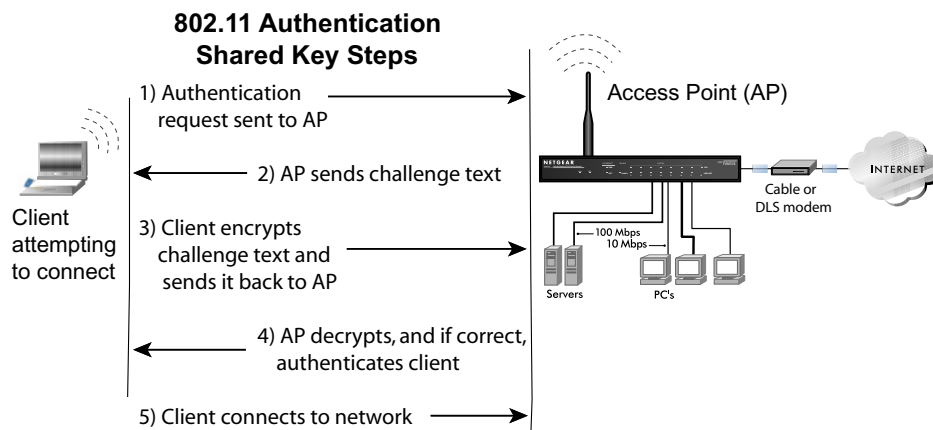 802.11 Authentication
Shared Key Steps
1) Authentication
request sent to AP
Access Point (AP)
NETGEAR
INTERNET
2) AP sends challenge text
Cable or
DLS modem
Client
attempting
to connect
3) Client encrypts
challenge text and
sends it back to AP
100 Mbps
10 Mbps
Servers
PC's
4) AP decrypts, and if correct,
authenticates client
5) Client connects to network